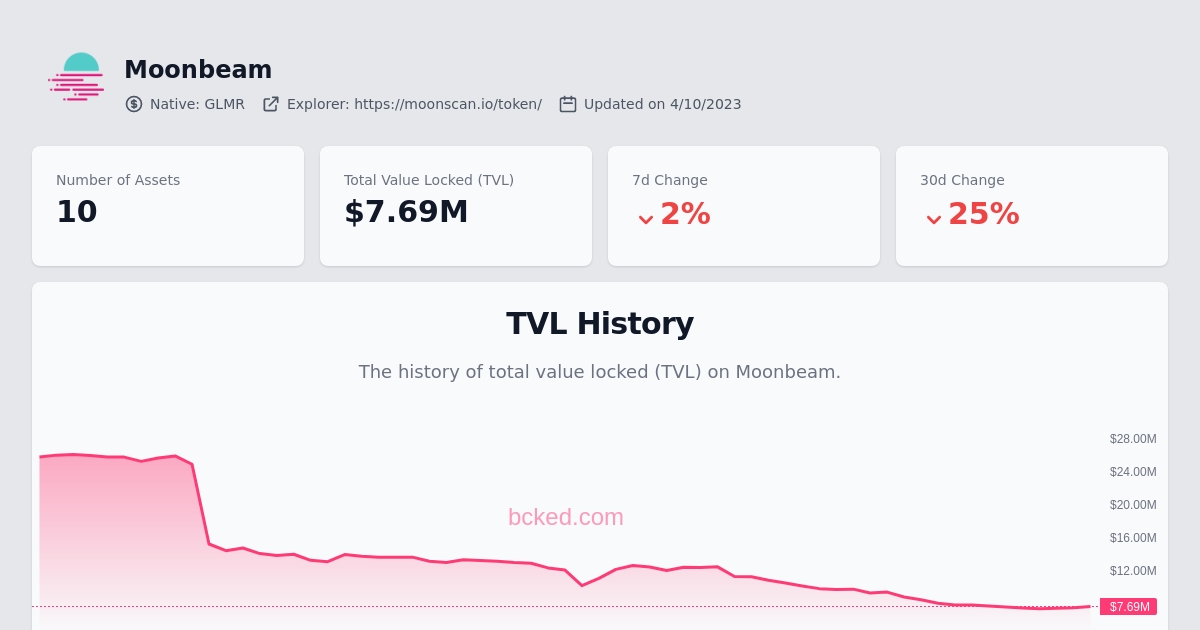 Moonbeam
Native: GLMR Explorer: https://moonscan.io/token/ Updated on 4/10/2023
Number of Assets
10
Total Value Locked (TVL)
$7.69M
7d Change
2%
30d Change
25%
TVL History
The history of total value locked (TVL) on Moonbeam.
$28.00M
$24.00M
$20.00M
bcked.com
$16.00M
$12.00M
$7.69M